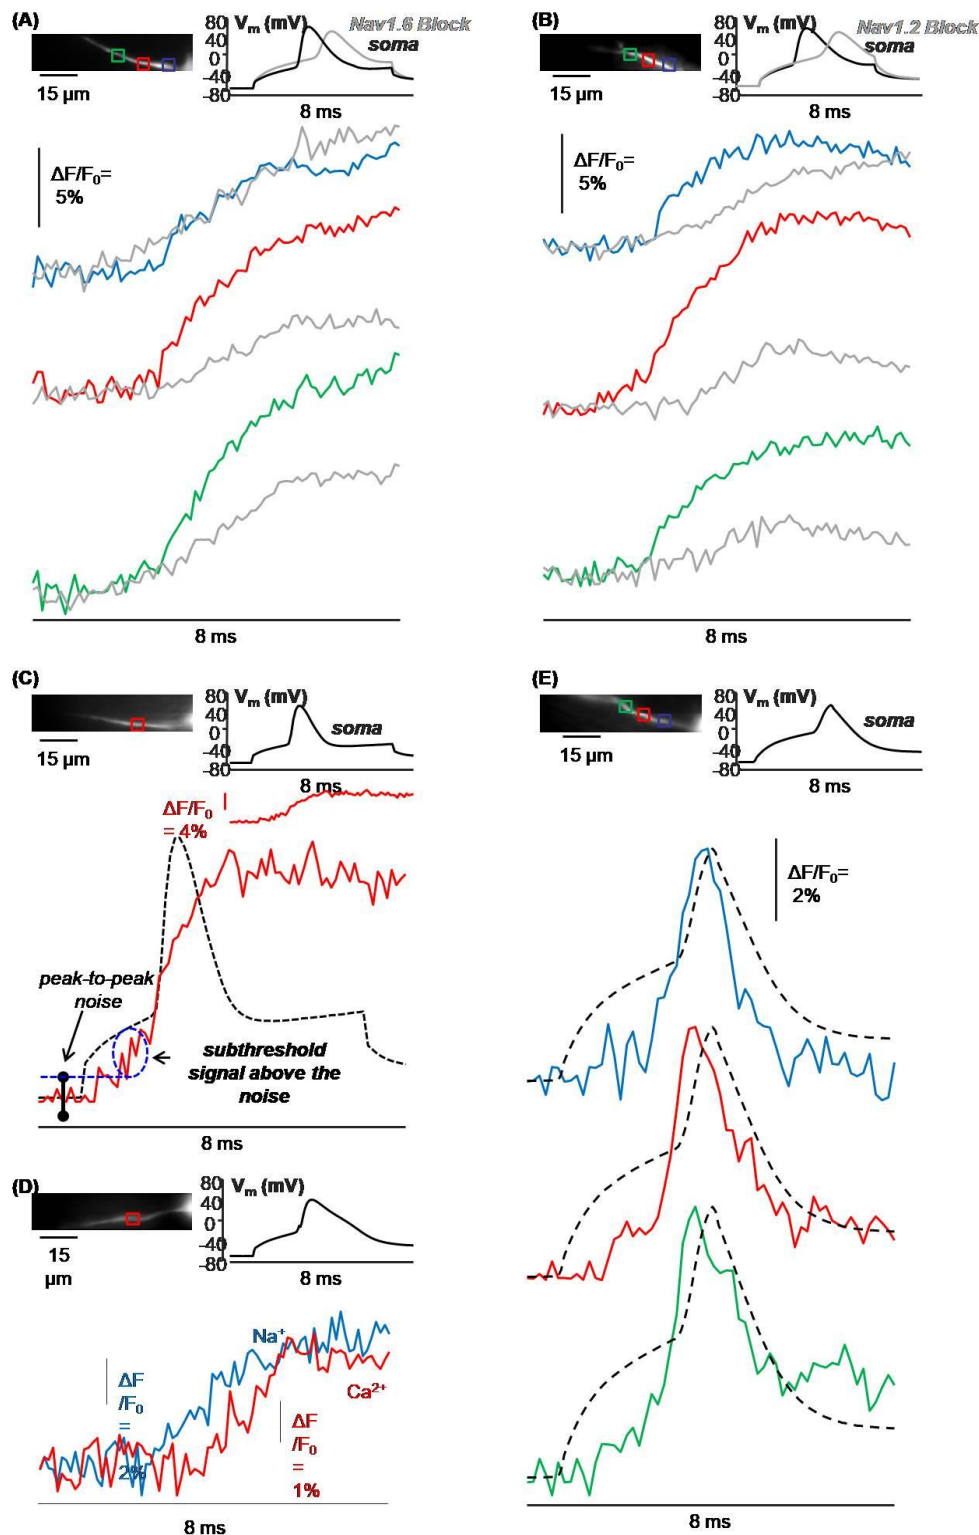 (A)
V_m (mV)
80
40
0
-40
-80
Nav1.6 Block
soma
15 µm
8 ms
ΔF/F₀=
5%
8 ms
(B)
V_m (mV)
80
40
0
-40
-80
Nav1.2 Block
soma
15 µm
8 ms
ΔF/F₀=
5%
8 ms
(C)
V_m (mV)
80
40
0
-40
-80
soma
15 µm
8 ms
ΔF/F₀
= 4%
peak-to-peak
noise
subthreshold
signal above the
noise
8 ms
(D)
V_m (mV)
80
40
0
-40
-80
15
µm
8 ms
Na⁺
ΔF
/F₀
=
2%
Ca²⁺
ΔF
/F₀
=
1%
8 ms
(E)
V_m (mV)
80
40
0
-40
-80
soma
15 µm
8 ms
ΔF/F₀=
2%
8 ms